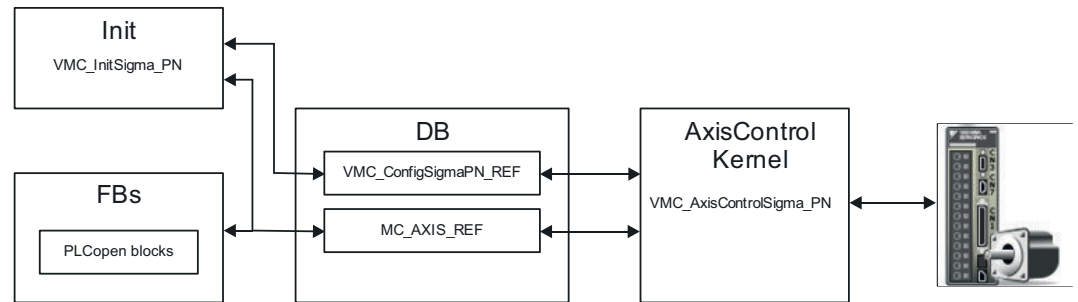 Init
VMC_InitSigma_PN
FBs
PLCopen blocks
DB
VMC_ConfigSigmaPN_REF
MC_AXIS_REF
AxisControl
Kernel
VMC_AxisControlSigma_PN